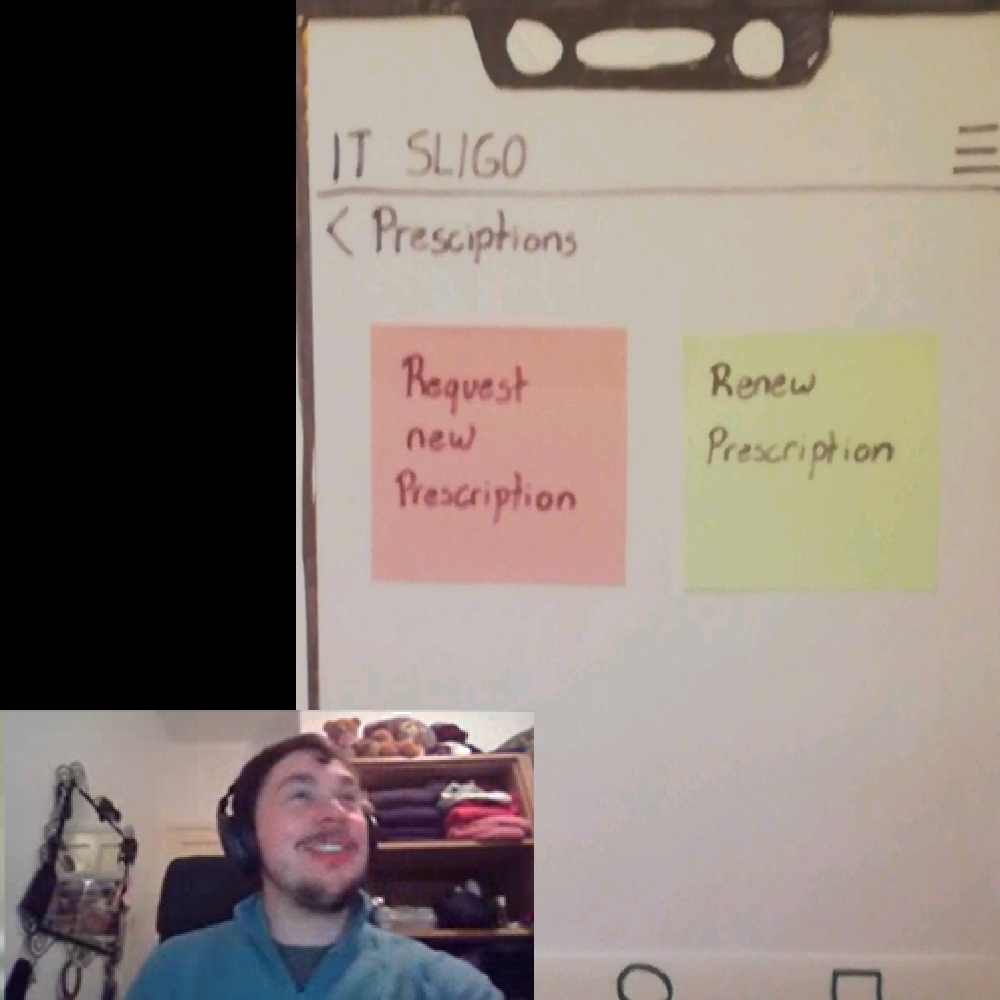 IT SLIGO
< Presciptions
Request
new
Prescription
Renew
Prescription